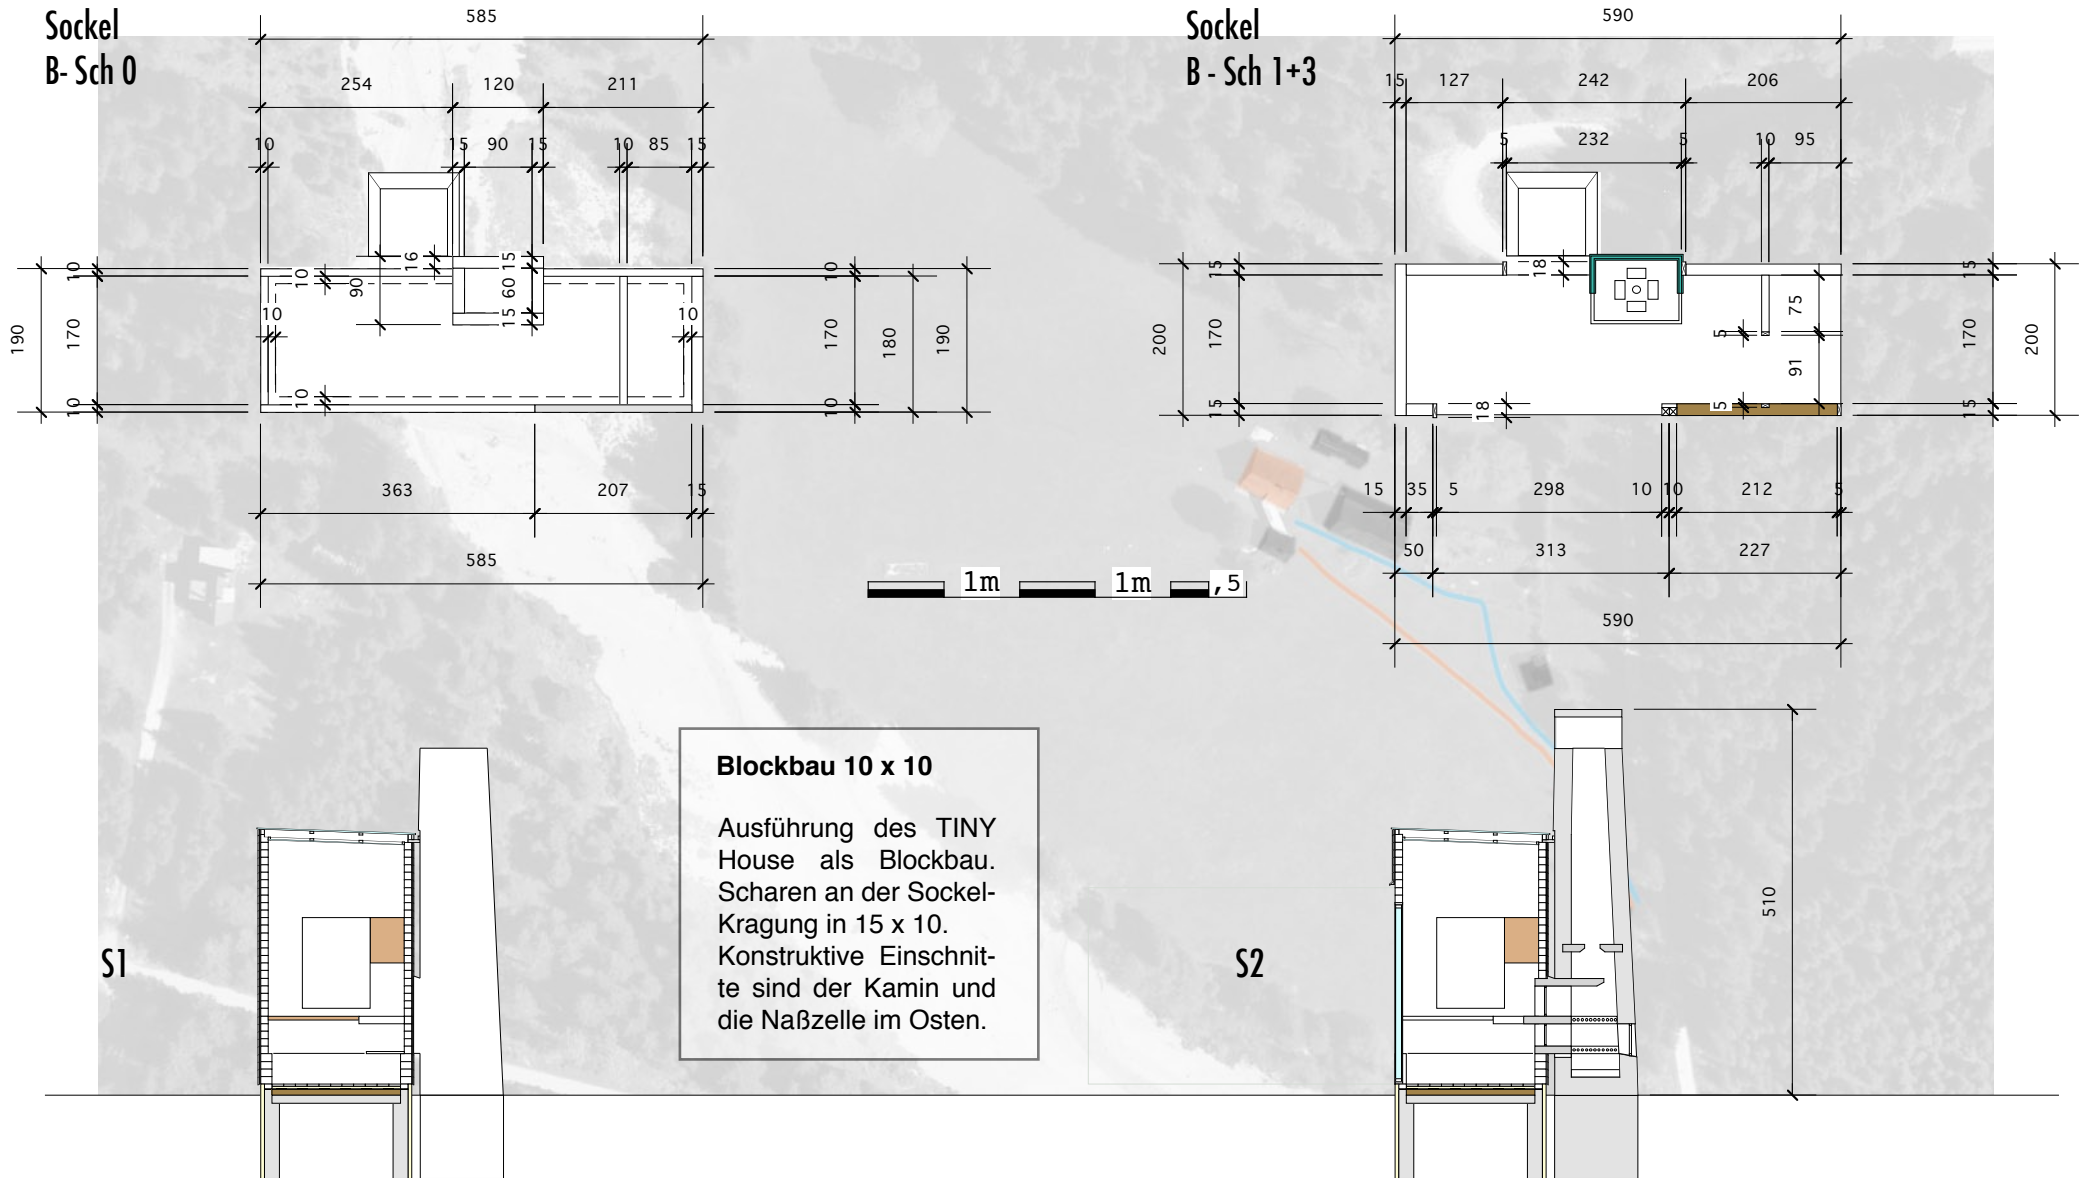 Sockel
B- Sch 0
585
254 120 211
10 15 90 15 10 85 15
10 10 16 15 10
190 170 90 60 170 180 190
10 15 10
10 10 10
363 207 15
585
Sockel
B - Sch 1+3
590
15 127 242 206
5 232 5 10 95
15 18 15
200 170 75 170 200
5
91
15 18 5 15
15 35 5 298 10 10 212 5
50 313 227
590
1m 1m ,5
S1
Blockbau 10 x 10
Ausführung des TINY
House als Blockbau.
Scharen an der Sockel-
Kragung in 15 x 10.
Konstruktive Einschnit-
te sind der Kamin und
die Naßzelle im Osten.
S2
510